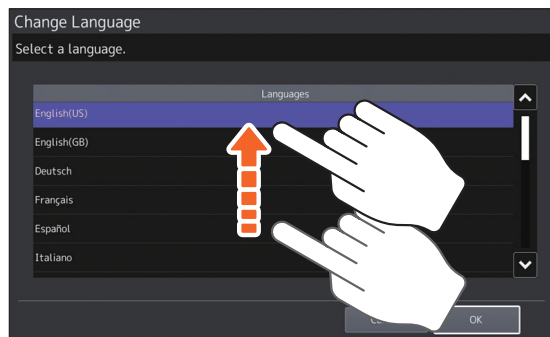 Change Language
Select a language.
Languages
English(US)
English(GB)
Deutsch
Français
Español
Italiano
OK